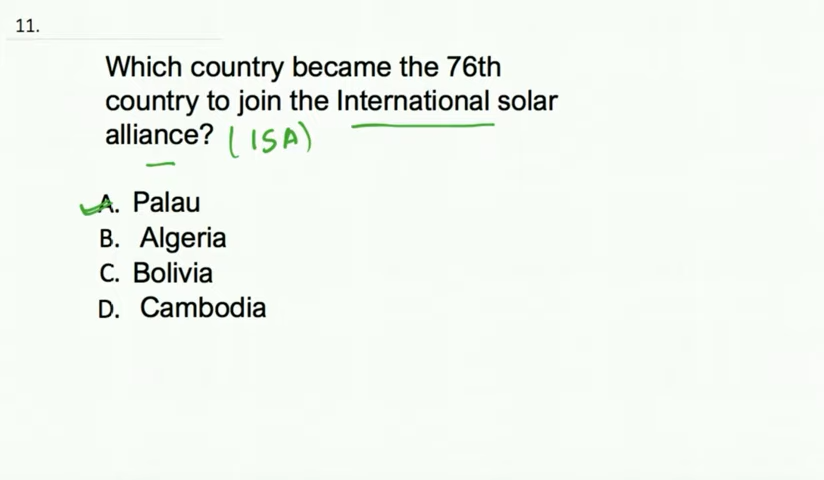 11.
Which country became the 76th
country to join the International solar
alliance? (ISA)
A. Palau
B. Algeria
C. Bolivia
D. Cambodia